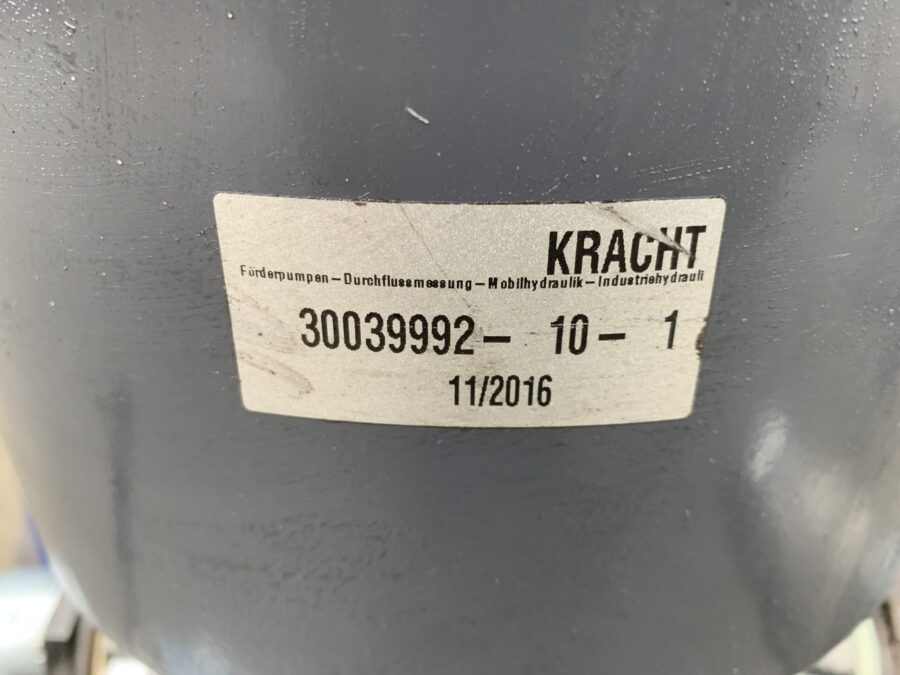 KRACHT
Förderpumpen – Durchflussmessung – Mobilhydraulik – Industriehydrauli
30039992 – 10 – 1
11/2016